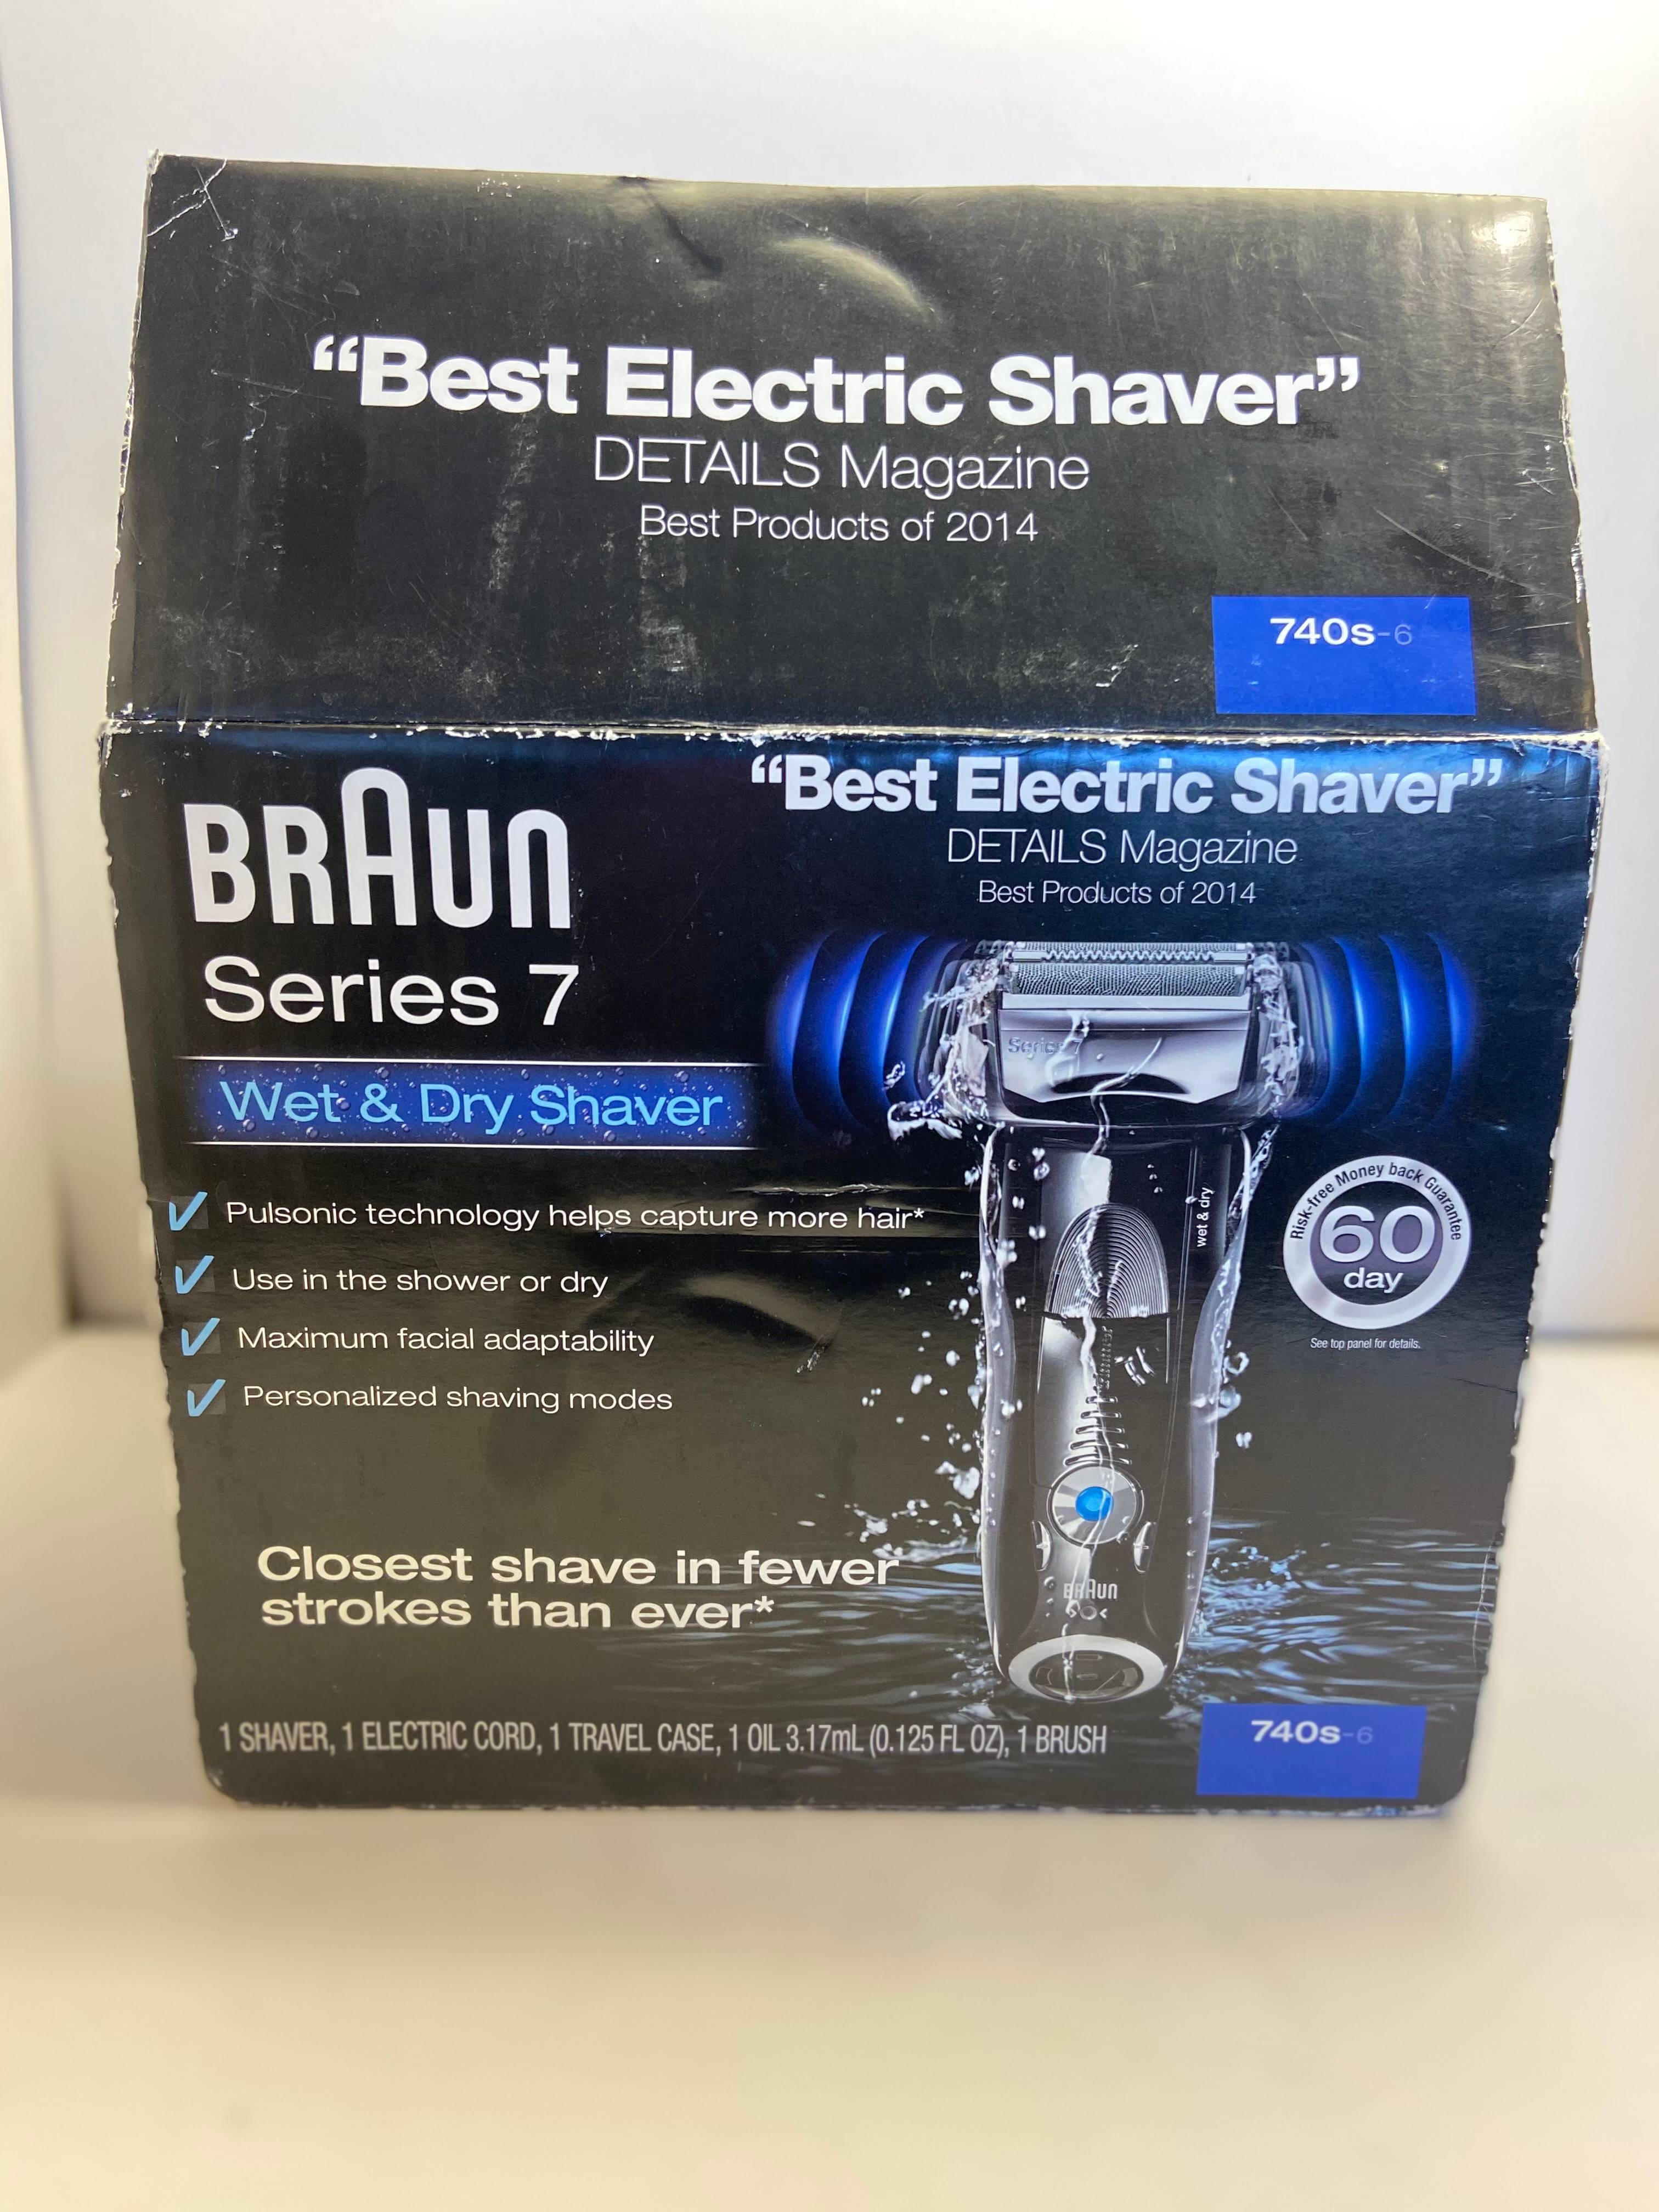 “Best Electric Shaver”
DETAILS Magazine
Best Products of 2014
740s-6
BRAUN
Series 7
Wet & Dry Shaver
“Best Electric Shaver”
DETAILS Magazine
Best Products of 2014
Series 7
wet & dry
BRAUN
Pulsonic technology helps capture more hair*
Use in the shower or dry
Maximum facial adaptability
Personalized shaving modes
Risk-free Money back Guarantee
60
day
See top panel for details.
Closest shave in fewer
strokes than ever*
1 SHAVER, 1 ELECTRIC CORD, 1 TRAVEL CASE, 1 OIL 3.17mL (0.125 FL OZ), 1 BRUSH
740s-6